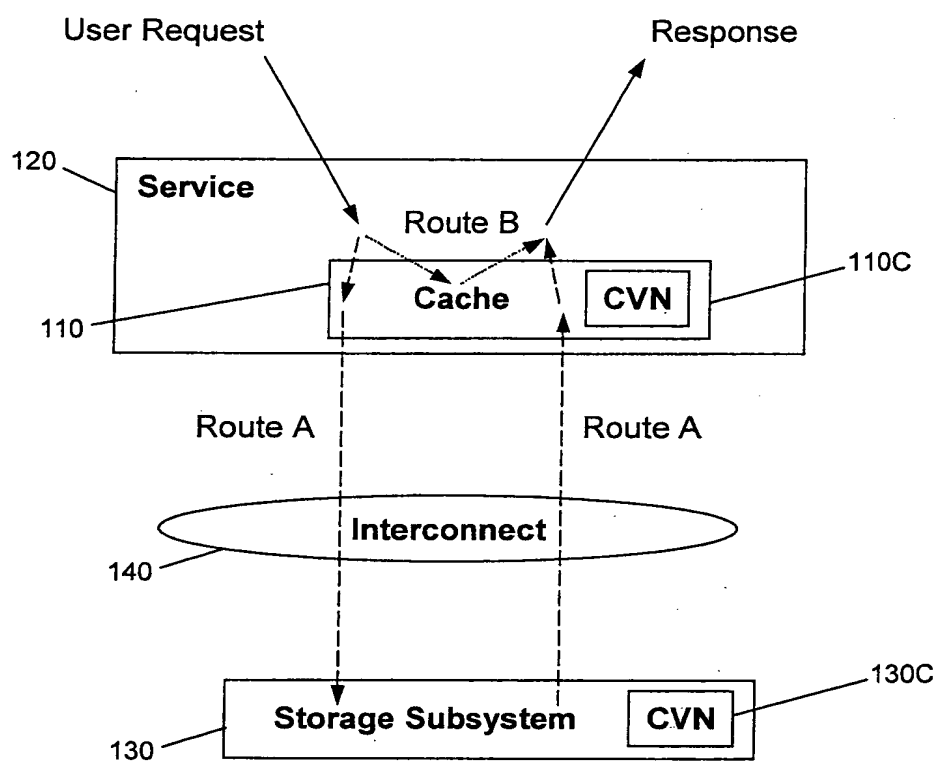 User Request
Response
120
Service
Route B
110C
Cache
CVN
110
Route A
Route A
Interconnect
140
130C
Storage Subsystem
CVN
130